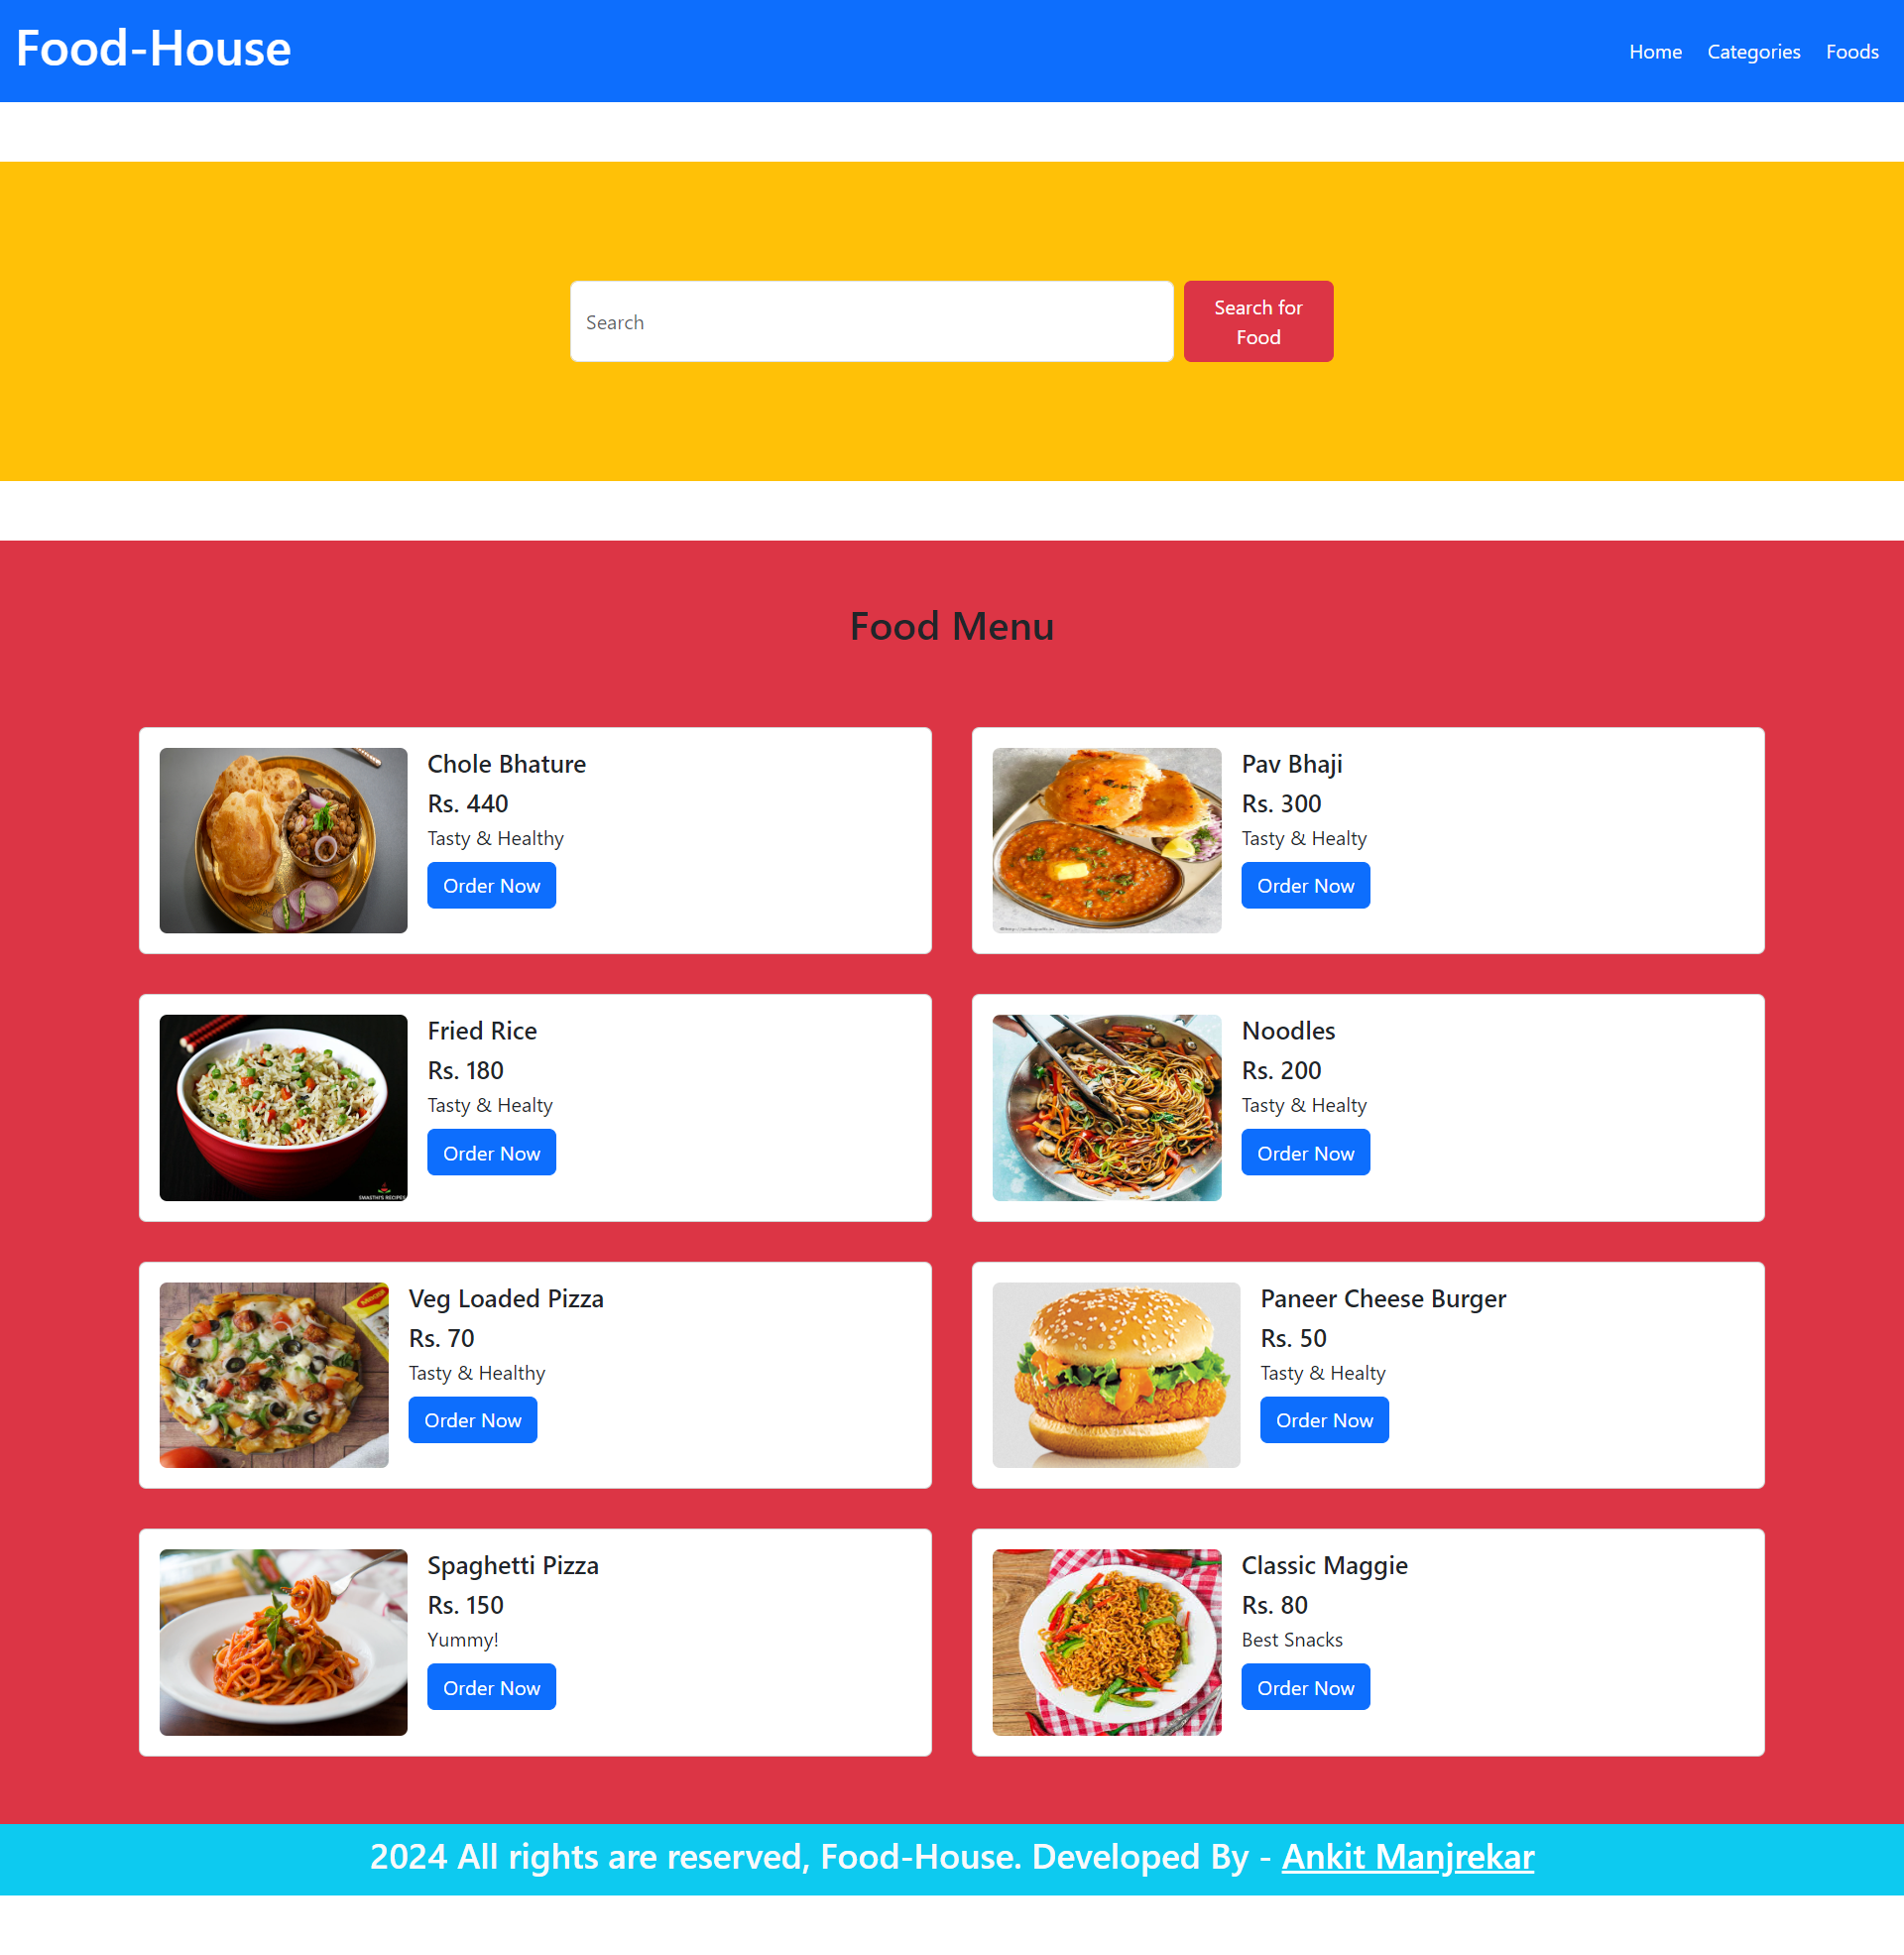 Food-House
Home Categories Foods
Search
Search for
Food
Food Menu
Chole Bhature
Rs. 440
Tasty & Healthy
Order Now
Pav Bhaji
Rs. 300
Tasty & Healty
Order Now
Fried Rice
Rs. 180
Tasty & Healty
Order Now
SWASTHI'S RECIPES
Noodles
Rs. 200
Tasty & Healty
Order Now
Veg Loaded Pizza
Rs. 70
Tasty & Healthy
Order Now
Paneer Cheese Burger
Rs. 50
Tasty & Healty
Order Now
Spaghetti Pizza
Rs. 150
Yummy!
Order Now
Classic Maggie
Rs. 80
Best Snacks
Order Now
2024 All rights are reserved, Food-House. Developed By - Ankit Manjrekar